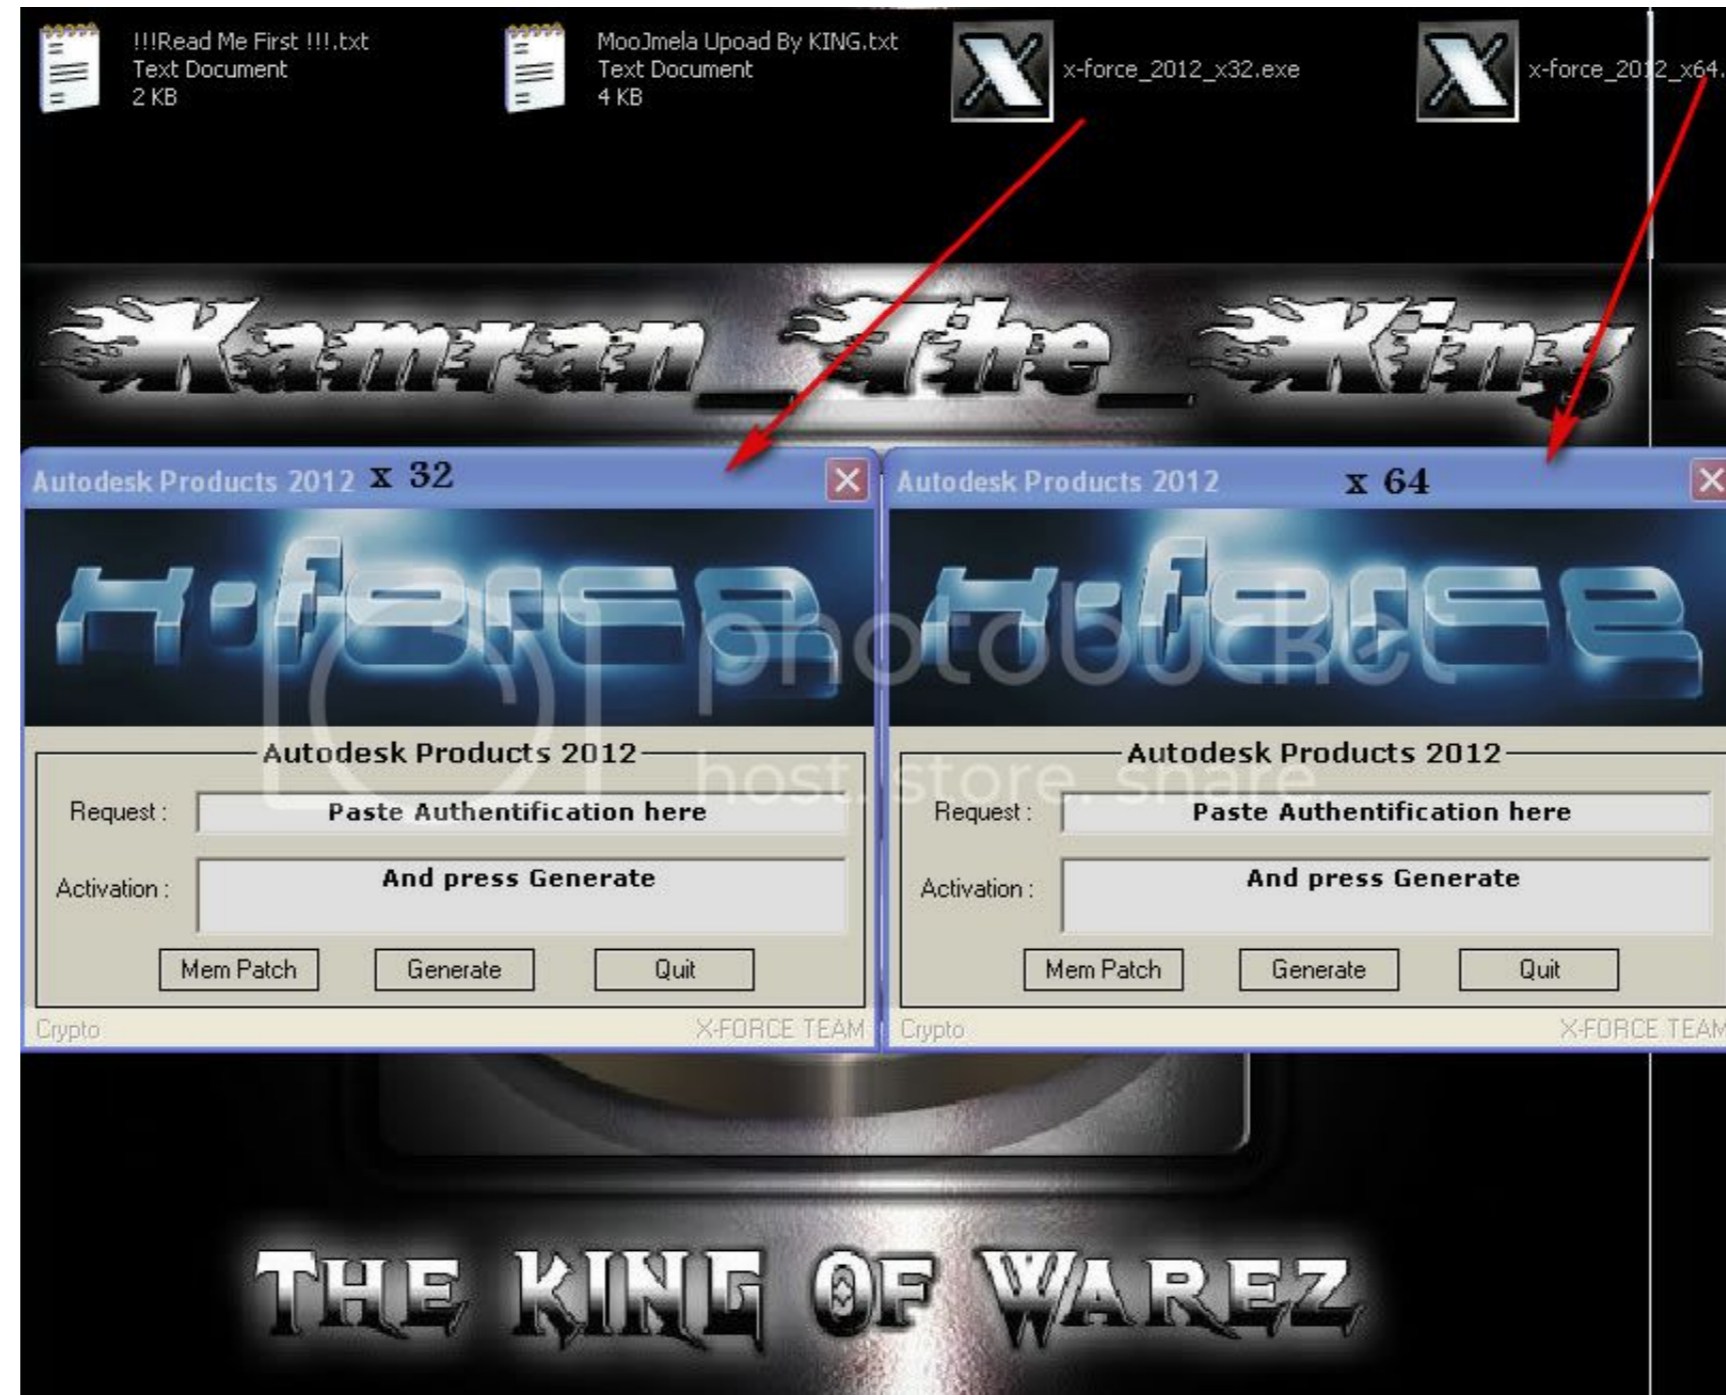 !!!Read Me First !!!.txt
Text Document
2 KB
MooJmela Upoad By KING.txt
Text Document
4 KB
x-force_2012_x32.exe
x-force_2012_x64.
Kamran_The_King
Autodesk Products 2012 x 32
x-force
Autodesk Products 2012
Request :
Paste Authentification here
Activation :
And press Generate
Mem Patch
Generate
Quit
Crypto
X-FORCE TEAM
Autodesk Products 2012 x 64
x-force
Autodesk Products 2012
Request :
Paste Authentification here
Activation :
And press Generate
Mem Patch
Generate
Quit
Crypto
X-FORCE TEAM
photobucket
host. store. share.
THE KING OF WAREZ